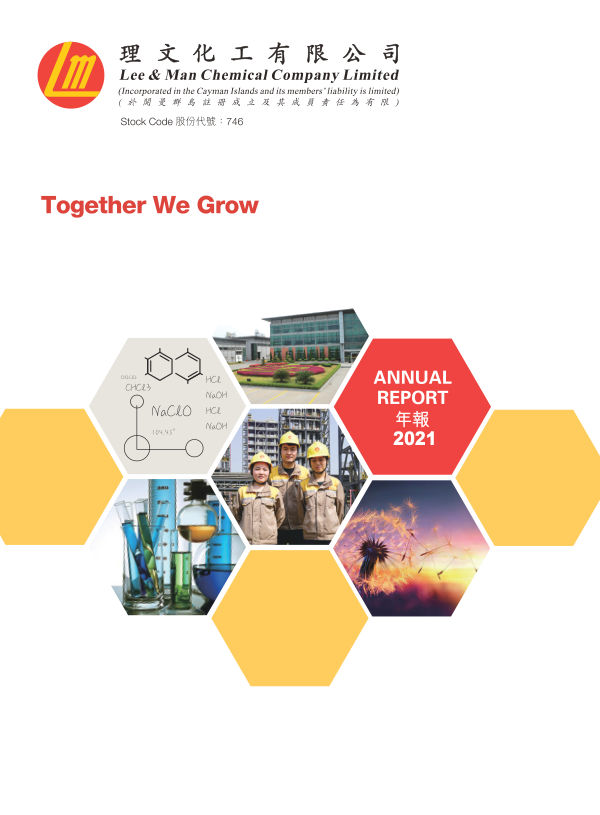 理文化工有限公司
Lee & Man Chemical Company Limited
(Incorporated in the Cayman Islands and its members' liability is limited)
(於開曼群島註冊成立及其成員責任為有限)
Stock Code 股份代號：746
Together We Grow
ANNUAL
REPORT
年報
2021
CHCl3
NaClO
104.45°
HCl
NaOH
HCl
NaOH